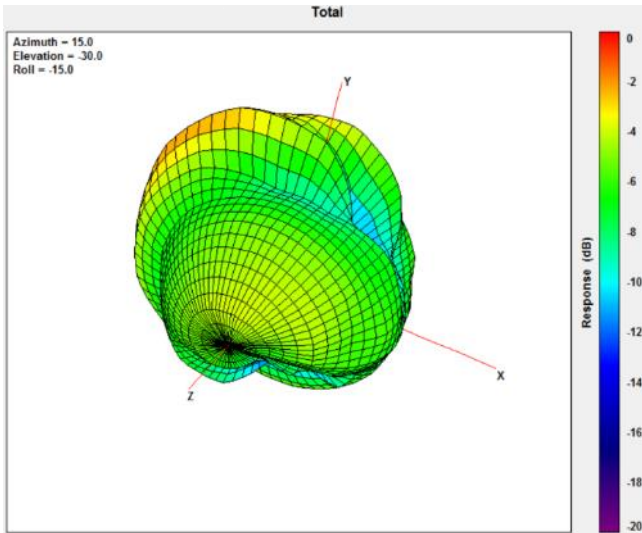 Total
Azimuth = 15.0
Elevation = -30.0
Roll = -15.0
Y
X
Z
0
-2
-4
-6
-8
-10
-12
-14
-16
-18
-20
Response (dB)